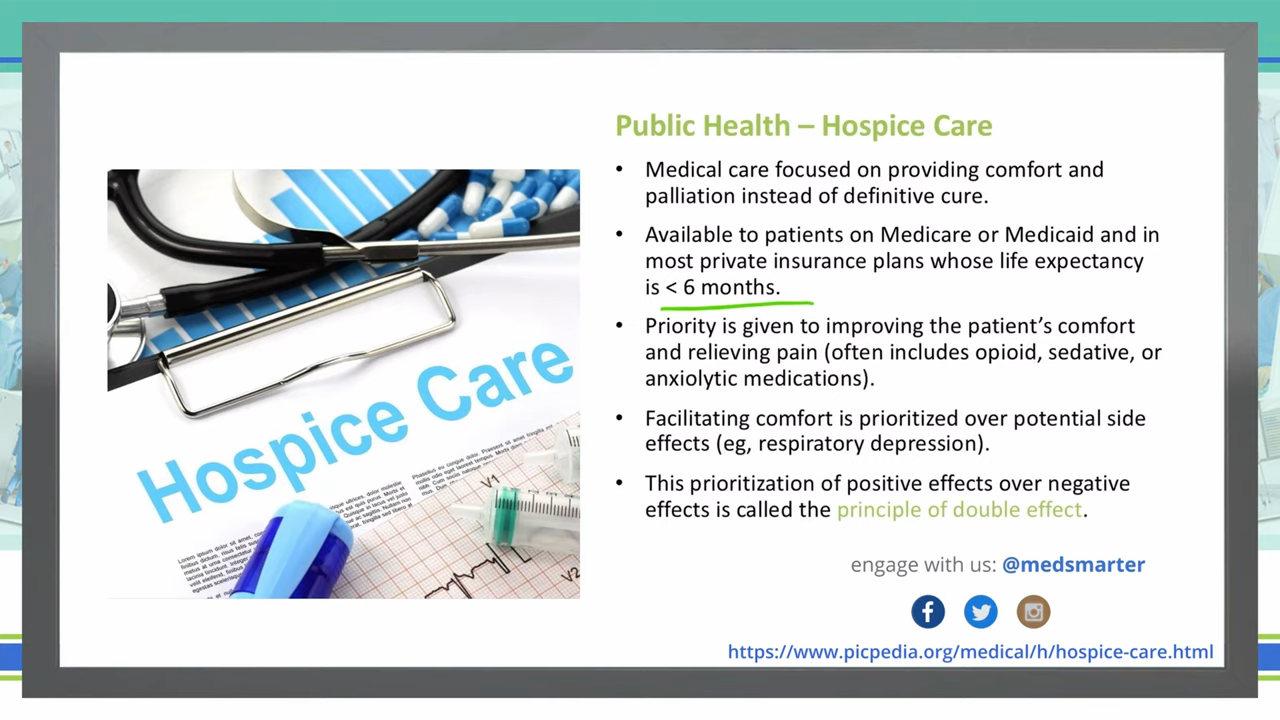 Public Health – Hospice Care
• Medical care focused on providing comfort and
palliation instead of definitive cure.
• Available to patients on Medicare or Medicaid and in
most private insurance plans whose life expectancy
is < 6 months.
• Priority is given to improving the patient’s comfort
and relieving pain (often includes opioid, sedative, or
anxiolytic medications).
• Facilitating comfort is prioritized over potential side
effects (eg, respiratory depression).
• This prioritization of positive effects over negative
effects is called the principle of double effect.
Hospice Care
V1
V2
engage with us: @medsmarter
https://www.picpedia.org/medical/h/hospice-care.html